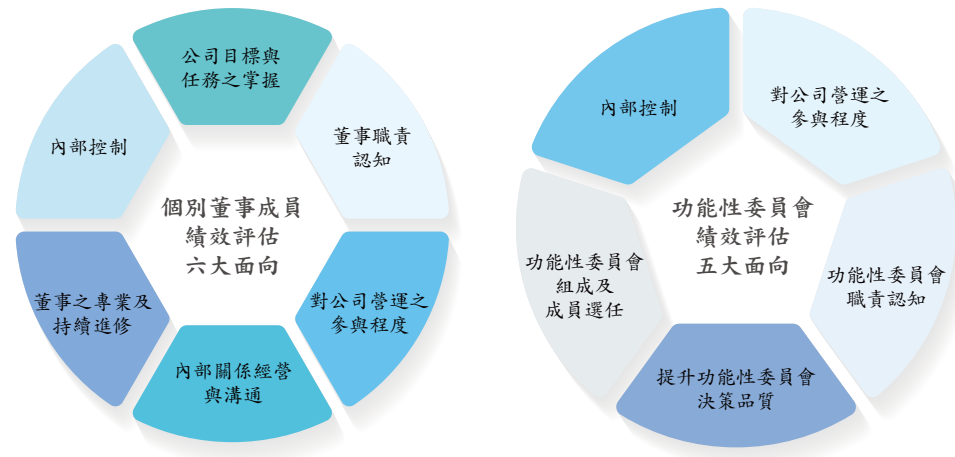 公司目標與
任務之掌握
董事職責
認知
對公司營運之
參與程度
內部關係經營
與溝通
董事之專業及
持續進修
內部控制
個別董事成員
績效評估
六大面向
對公司營運之
參與程度
功能性委員會
職責認知
提升功能性委員會
決策品質
功能性委員會
組成及
成員選任
內部控制
功能性委員會
績效評估
五大面向